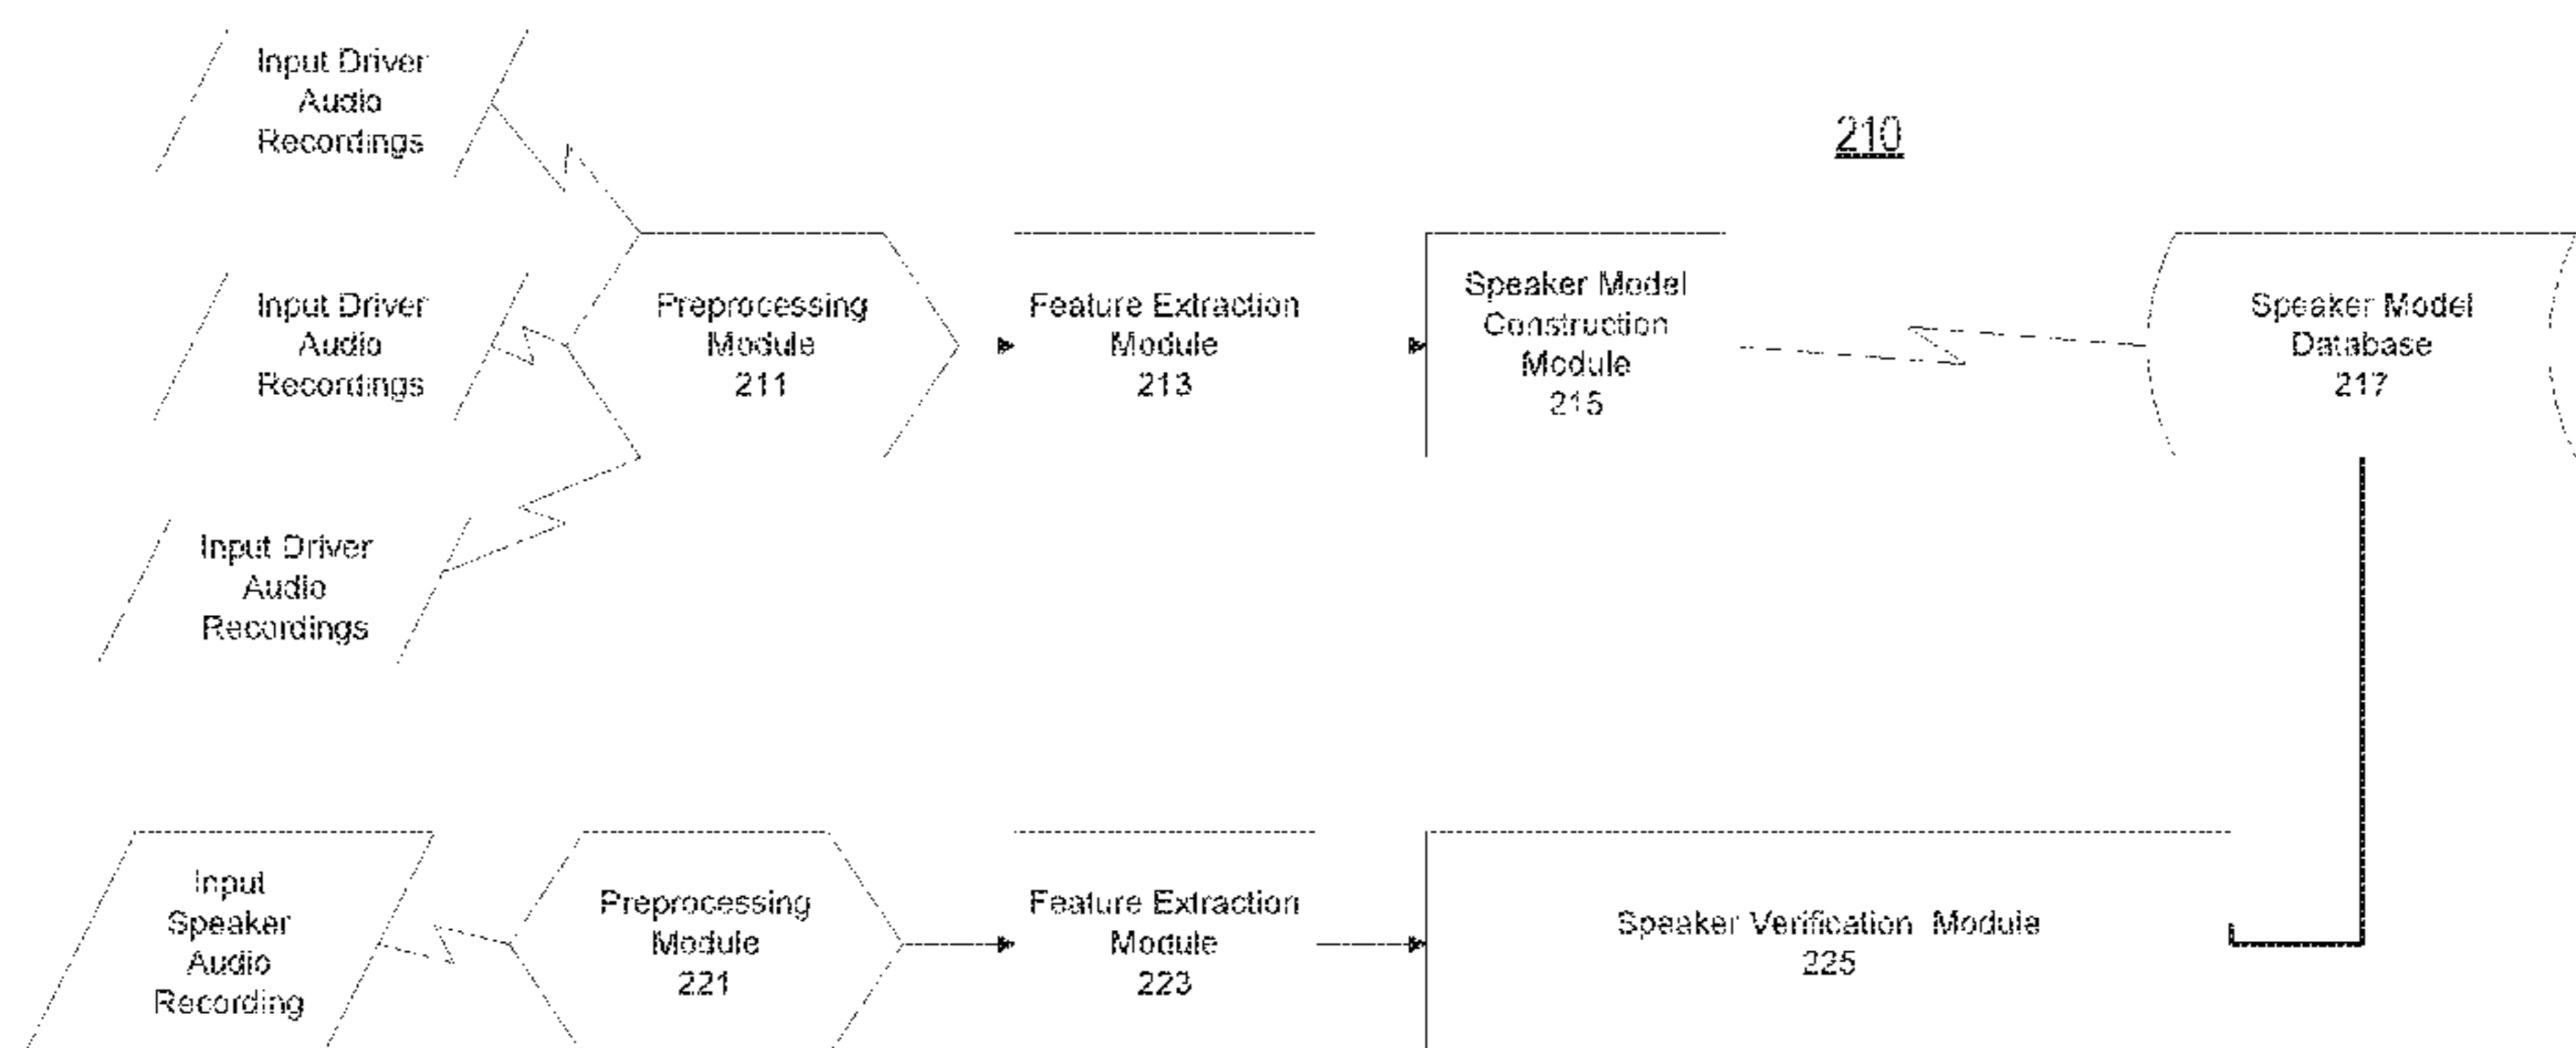 Input Driver
Audio
Recordings
210
Input Driver
Audio
Recordings
Preprocessing
Module
211
Feature Extraction
Module
213
Speaker Model
Construction
Module
215
Speaker Model
Database
217
Input Driver
Audio
Recordings
Input
Speaker
Audio
Recording
Preprocessing
Module
221
Feature Extraction
Module
223
Speaker Verification Module
225